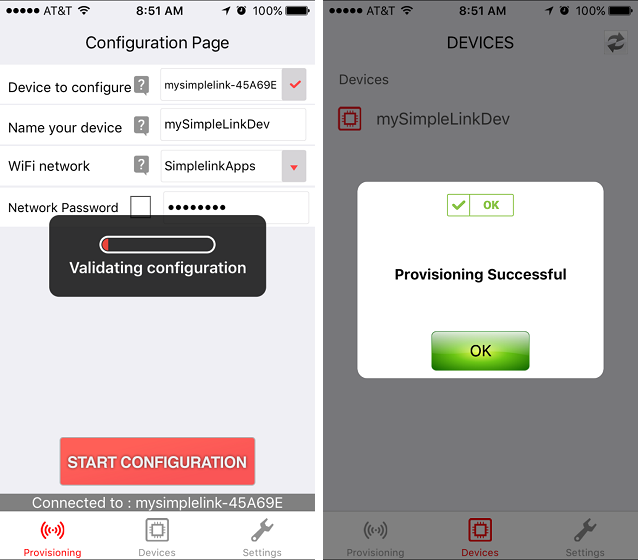 AT&T 8:51 AM 100%
Configuration Page
Device to configure ? mysimplelink-45A69E
Name your device ? mySimpleLinkDev
WiFi network ? SimplelinkApps
Network Password ••••••••
Validating configuration
START CONFIGURATION
Connected to : mysimplelink-45A69E
Provisioning Devices Settings
AT&T 8:51 AM 100%
DEVICES
Devices
mySimpleLinkDev
OK
Provisioning Successful
OK
Provisioning Devices Settings